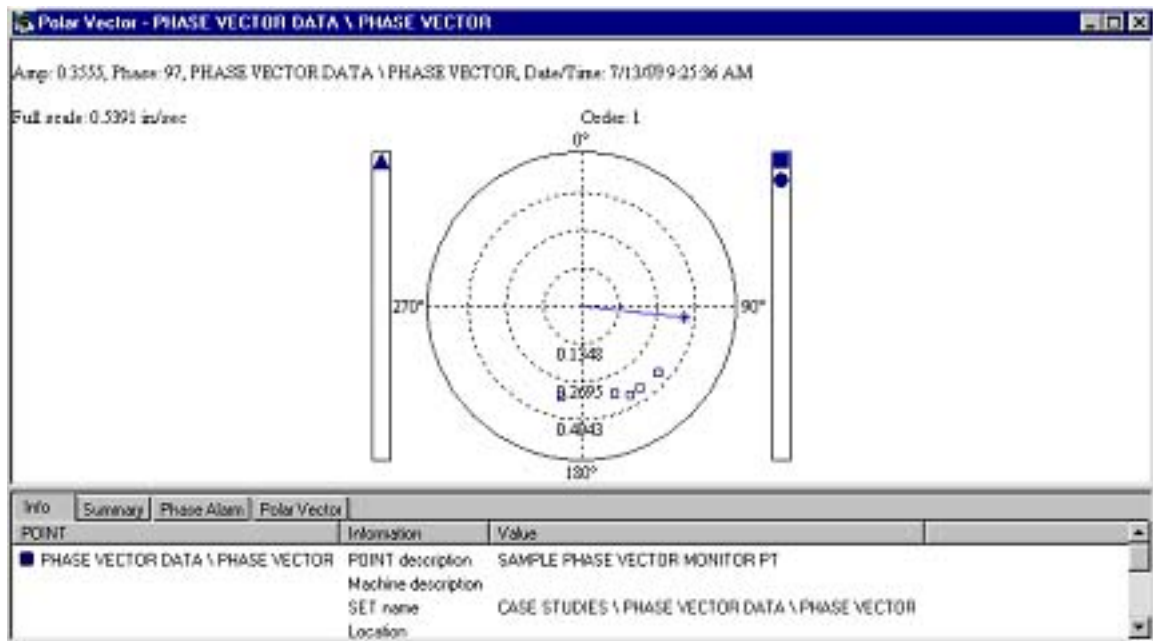 Polar Vector - PHASE VECTOR DATA \ PHASE VECTOR
Amp: 0.3555, Phase: 97, PHASE VECTOR DATA \ PHASE VECTOR, Date/Time: 7/13/99 9:25:36 AM
Full scale: 0.5391 in/sec
Order: 1
0°
270°
90°
0.1348
0.2695
0.4043
180°
Info Summary Phase Alarm Polar Vector
POINT Information Value
PHASE VECTOR DATA \ PHASE VECTOR POINT description SAMPLE PHASE VECTOR MONITOR PT
Machine description
SET name CASE STUDIES \ PHASE VECTOR DATA \ PHASE VECTOR
Location